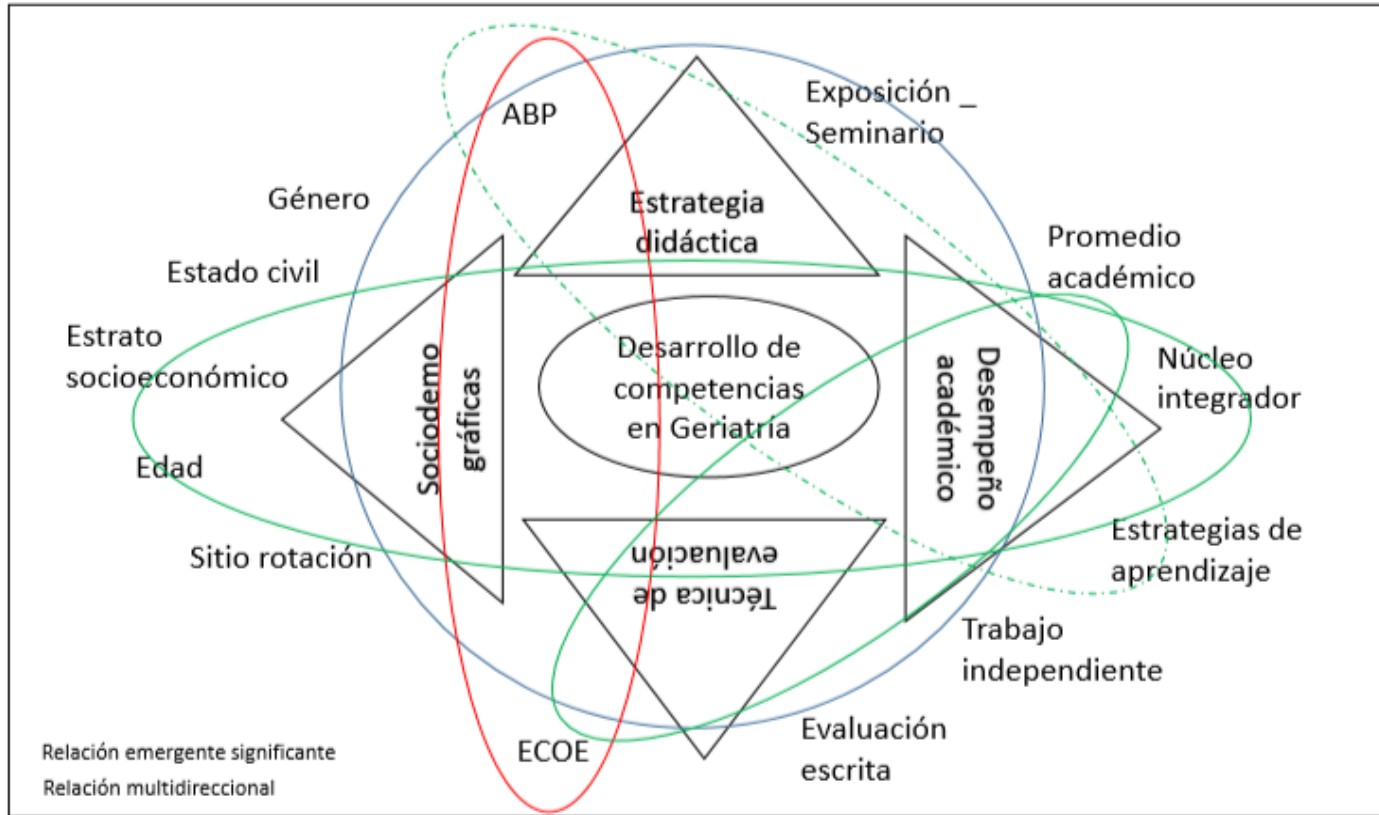 ABP
Exposición _
Seminario
Género
Estrategia
didáctica
Promedio
académico
Estado civil
Estrato
socioeconómico
Sociodemo
gráficas
Desarrollo de
competencias
en Geriatría
Desempeño
académico
Núcleo
integrador
Edad
Sitio rotación
Técnica de
evaluación
Estrategias de
aprendizaje
Trabajo
independiente
ECOE
Evaluación
escrita
Relación emergente significante
Relación multidireccional